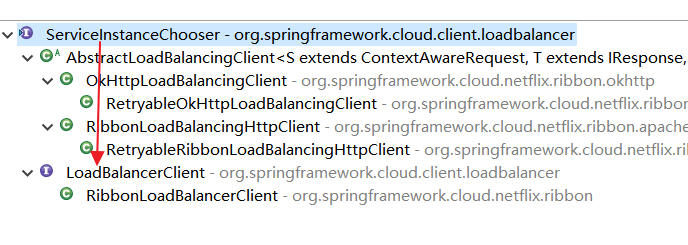 ServiceInstanceChooser - org.springframework.cloud.client.loadbalancer
AbstractLoadBalancingClient<S extends ContextAwareRequest, T extends IResponse,
OkHttpLoadBalancingClient - org.springframework.cloud.netflix.ribbon.okhttp
RetryableOkHttpLoadBalancingClient - org.springframework.cloud.netflix.ribbon
RibbonLoadBalancingHttpClient - org.springframework.cloud.netflix.ribbon.apache
RetryableRibbonLoadBalancingHttpClient - org.springframework.cloud.netflix.ri
LoadBalancerClient - org.springframework.cloud.client.loadbalancer
RibbonLoadBalancerClient - org.springframework.cloud.netflix.ribbon